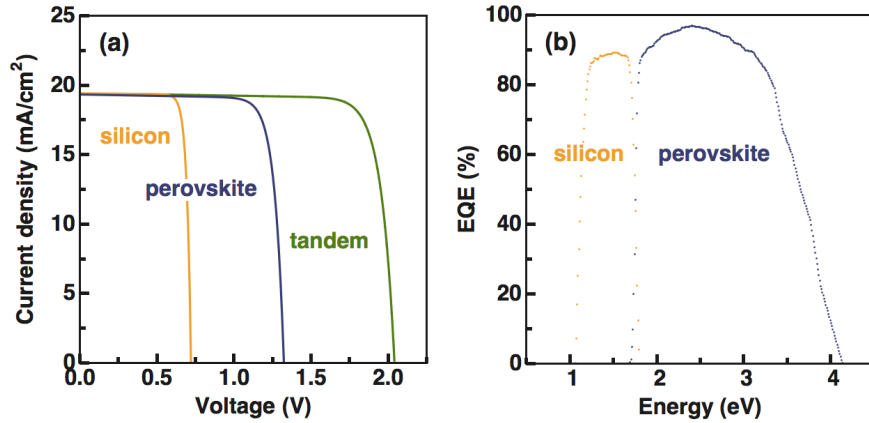 (a)
25
20
15
10
5
0
0.0 0.5 1.0 1.5 2.0
Current density (mA/cm²)
Voltage (V)
silicon
perovskite
tandem
(b)
100
80
60
40
20
0
1 2 3 4
EQE (%)
Energy (eV)
silicon perovskite